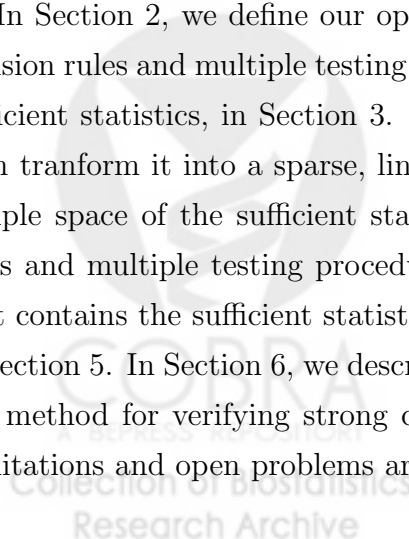 In Section 2, we define our op
sion rules and multiple testing
icient statistics, in Section 3.
n tranform it into a sparse, lin
ple space of the sufficient sta
s and multiple testing proced
t contains the sufficient statist
ection 5. In Section 6, we descr
method for verifying strong c
itations and open problems ar
COBRA
A BEPRESS REPOSITORY
Collection of Biostatistics
Research Archive